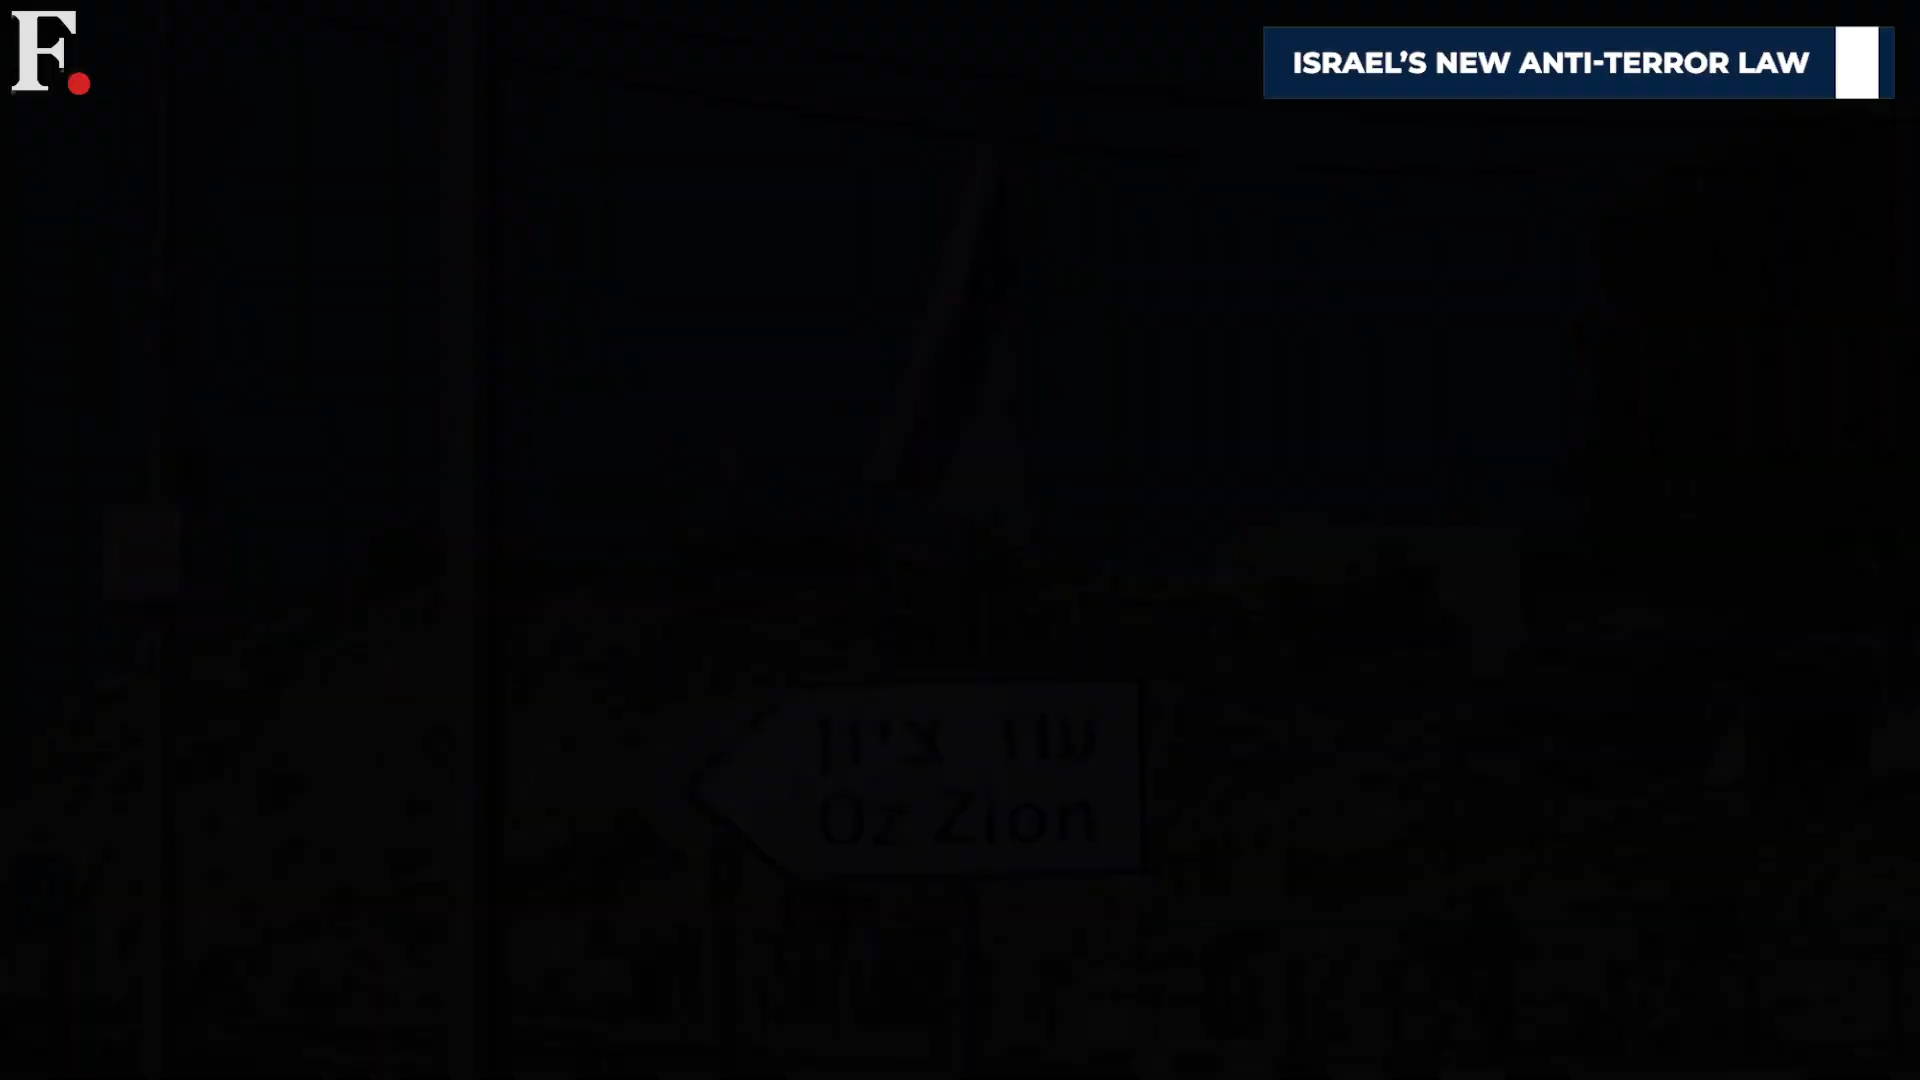 F.
ISRAEL'S NEW ANTI-TERROR LAW
עוז ציון
Oz Zion